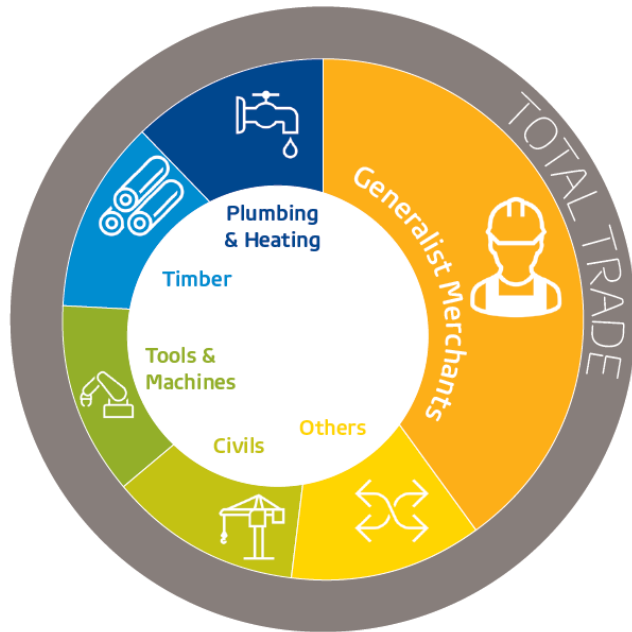 TOTAL TRADE
Generalist Merchants
Plumbing
& Heating
Timber
Tools &
Machines
Civils
Others